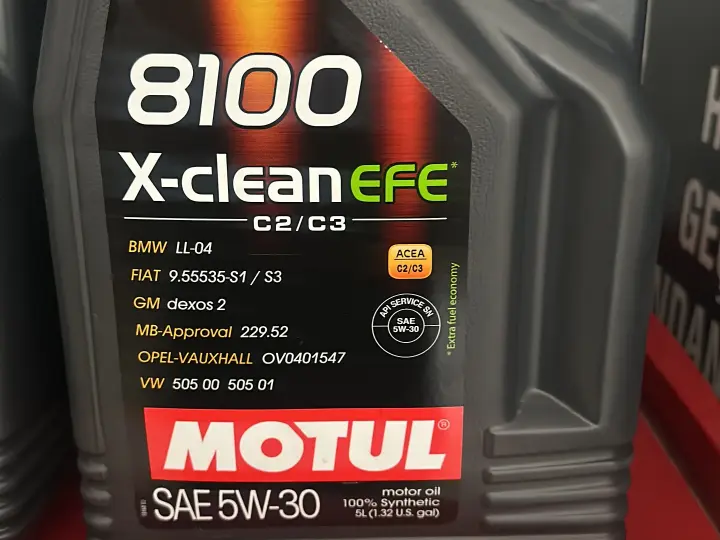 8100
X-clean EFE*
C2/C3
BMW LL-04
FIAT 9.55535-S1 / S3
GM dexos 2
MB-Approval 229.52
OPEL-VAUXHALL OV0401547
VW 505 00 505 01
ACEA
C2/C3
API SERVICE SN
SAE
5W-30
* Extra fuel economy
MOTUL®
SAE 5W-30
motor oil
100% Synthetic
5L (1.32 U.S. gal)